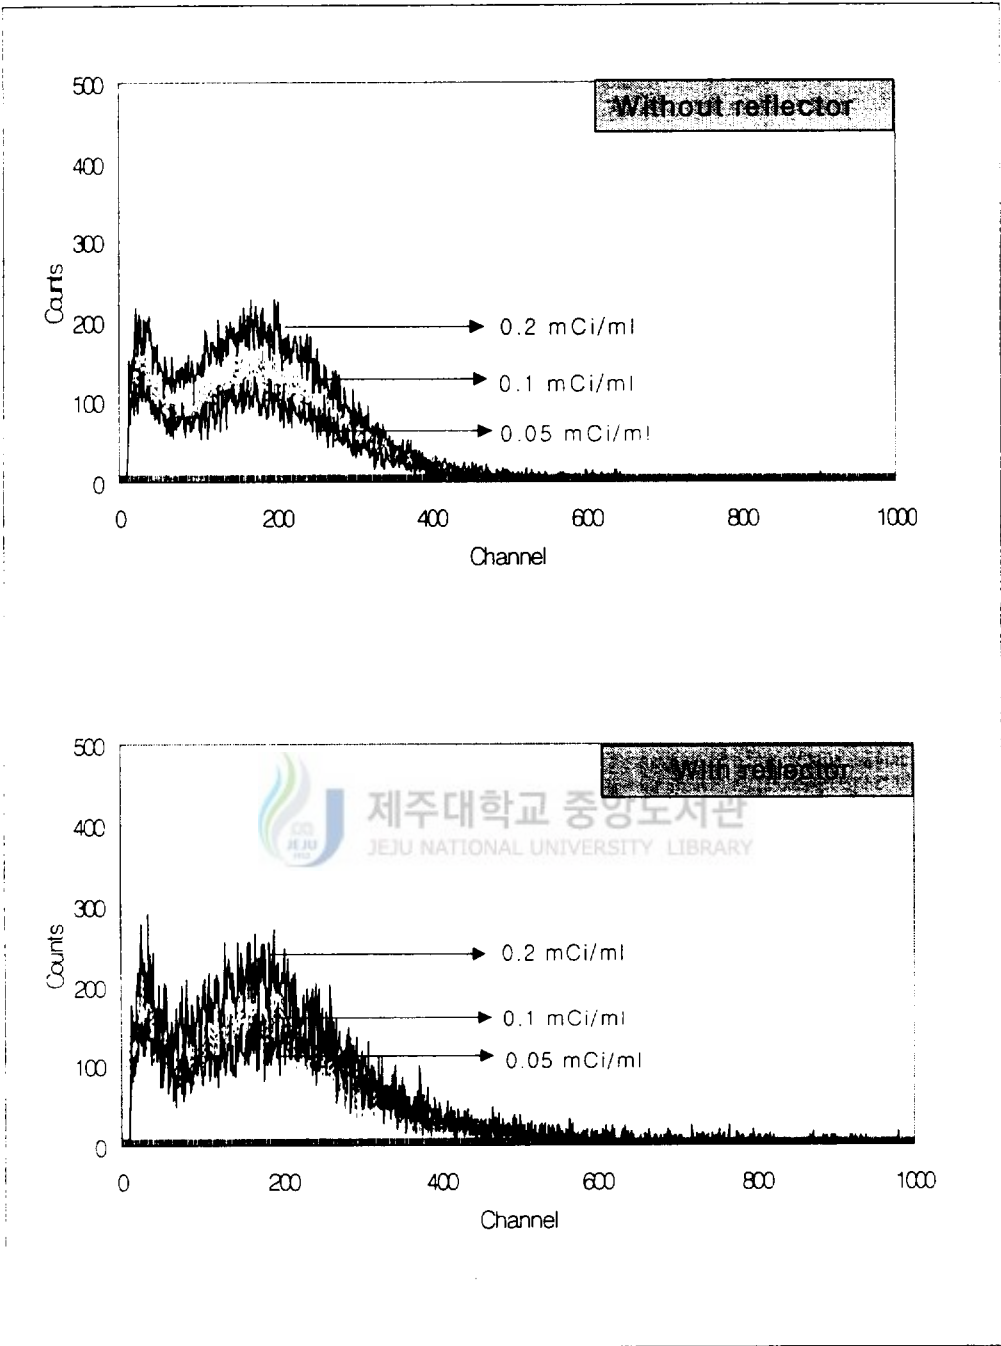 500
Without reflector
400
300
Counts
200
0.2 mCi/ml
0.1 mCi/ml
100
0.05 mCi/ml
0
0
200
400
600
800
1000
Channel
500
With reflector
제주대학교 중앙도서관
JEJU NATIONAL UNIVERSITY LIBRARY
JEJU
1952
400
300
Counts
200
0.2 mCi/ml
0.1 mCi/ml
100
0.05 mCi/ml
0
0
200
400
600
800
1000
Channel